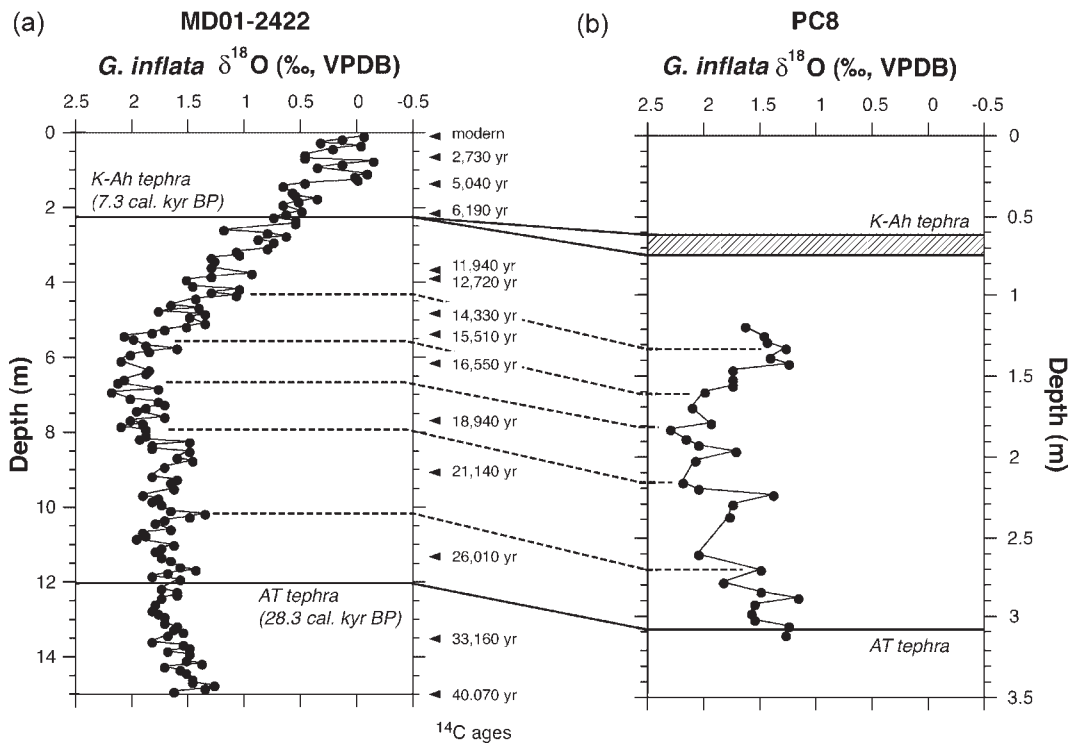 (a)
MD01-2422
G. inflata δ18O (‰, VPDB)
2.5 2 1.5 1 0.5 0 -0.5
0
2
4
6
8
10
12
14
Depth (m)
K-Ah tephra
(7.3 cal. kyr BP)
AT tephra
(28.3 cal. kyr BP)
modern
2,730 yr
5,040 yr
6,190 yr
11.940 yr
12,720 yr
14,330 yr
15,510 yr
16,550 yr
18,940 yr
21,140 yr
26,010 yr
33,160 yr
40.070 yr
14C ages
(b)
PC8
G. inflata δ18O (‰, VPDB)
2.5 2 1.5 1 0.5 0 -0.5
K-Ah tephra
AT tephra
0
0.5
1
1.5
2
2.5
3
3.5
Depth (m)